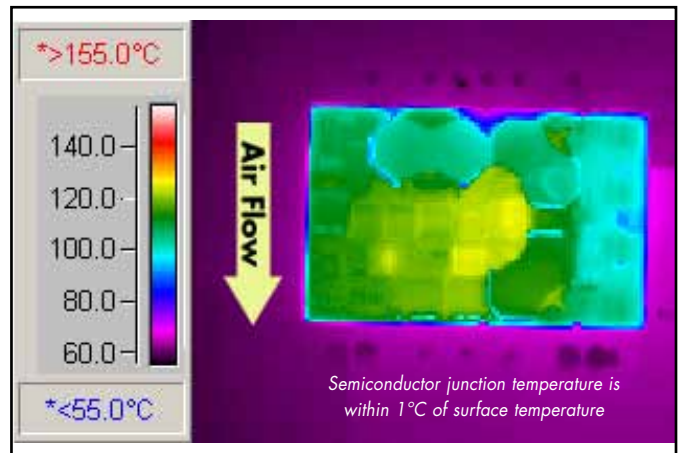 *>155.0°C
140.0
120.0
100.0
80.0
60.0
*<55.0°C
Air Flow
Semiconductor junction temperature is
within 1°C of surface temperature